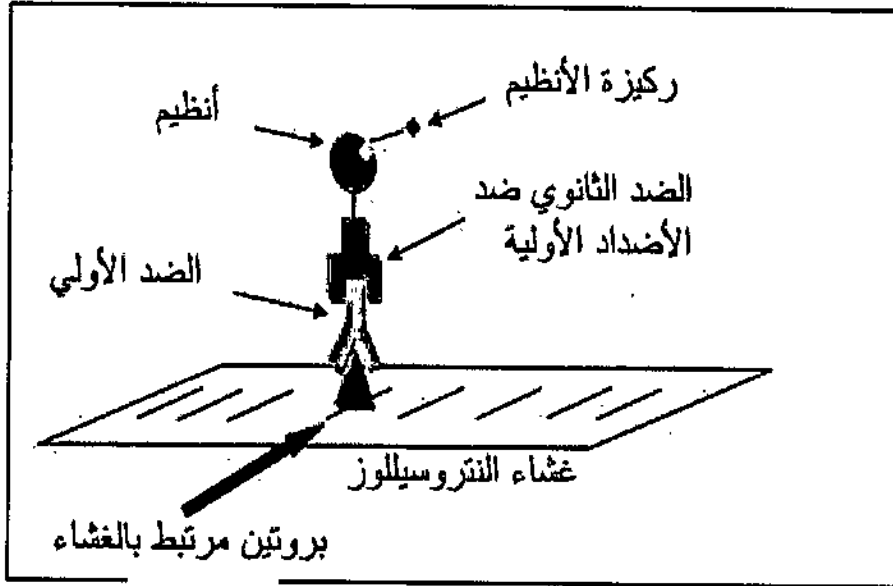 ركيزة الأنظيم
أنظيم
الضد الثانوي ضد
الأضداد الأولية
الضد الأولي
غشاء النتروسيللوز
بروتين مرتبط بالغشاء